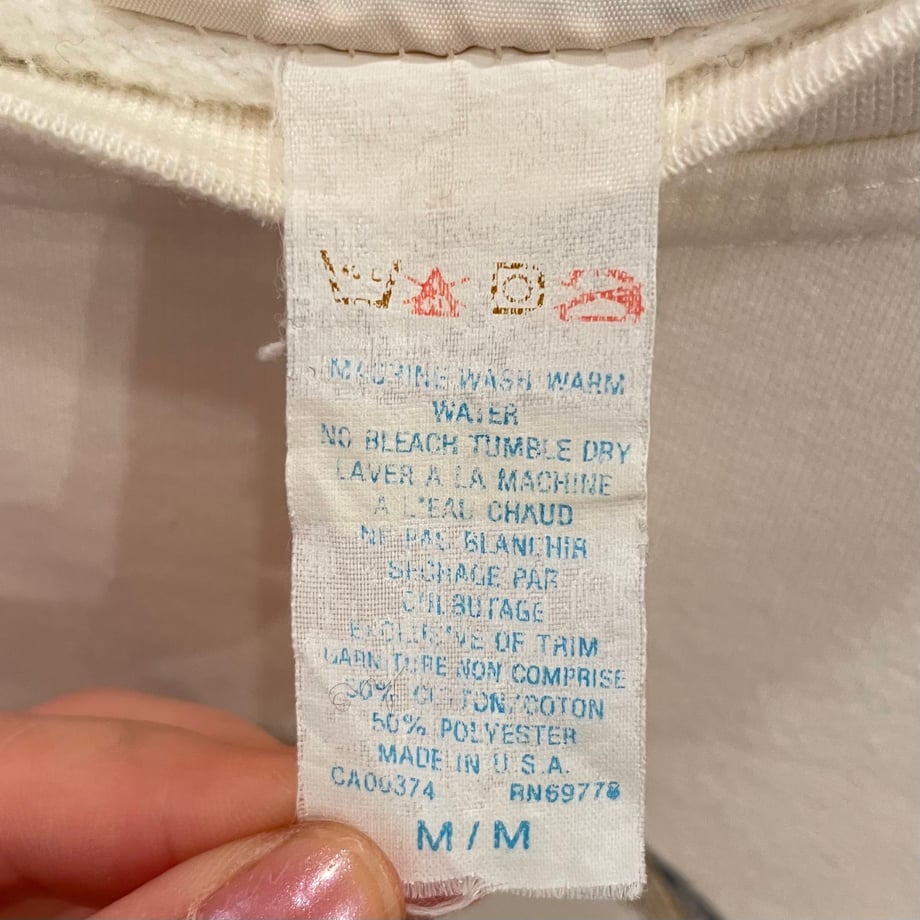 MACHINE WASH WARM
WATER
NO BLEACH TUMBLE DRY
LAVER A LA MACHINE
A L'EAU CHAUD
NE PAS BLANCHIR
SECHAGE PAR
CULBUTAGE
EXCLUSIVE OF TRIM
GARNITURE NON COMPRISE
50% COTTON/COTON
50% POLYESTER
MADE IN U.S.A.
CA00374 RN69778
M / M